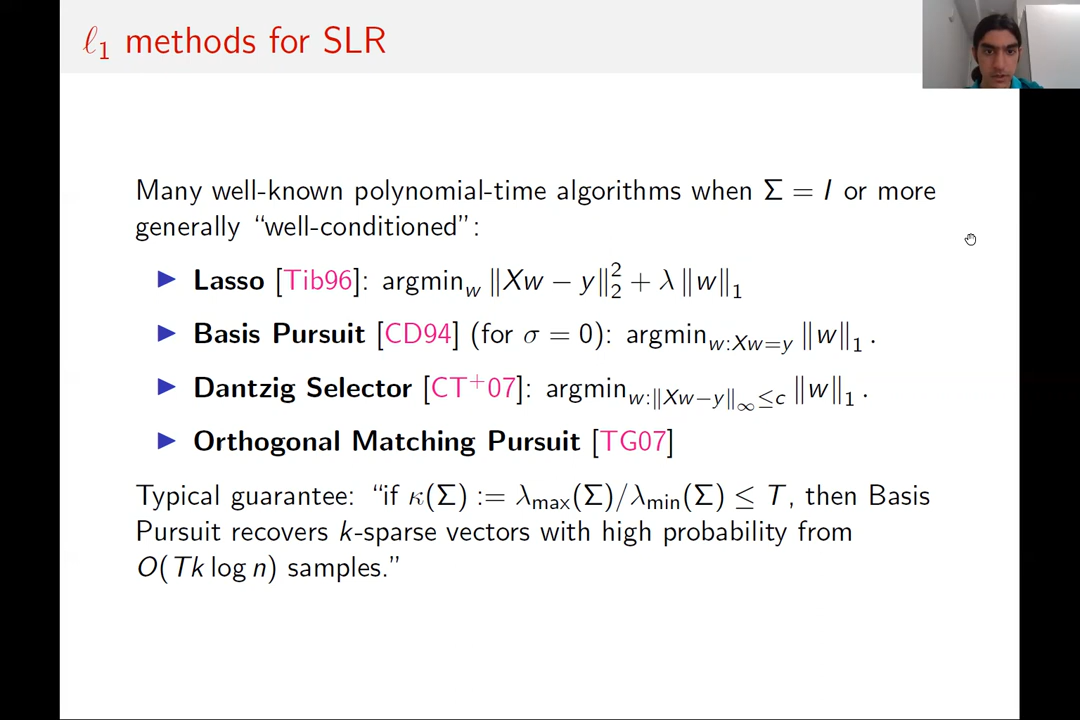 ℓ₁ methods for SLR
Many well-known polynomial-time algorithms when Σ = I or more
generally “well-conditioned”:
▶ Lasso [Tib96]: argmin_w ‖Xw − y‖₂² + λ ‖w‖₁
▶ Basis Pursuit [CD94] (for σ = 0): argmin_{w:Xw=y} ‖w‖₁ .
▶ Dantzig Selector [CT⁺07]: argmin_{w:‖Xw−y‖_∞≤c} ‖w‖₁ .
▶ Orthogonal Matching Pursuit [TG07]
Typical guarantee: “if κ(Σ) := λ_max(Σ)/λ_min(Σ) ≤ T, then Basis
Pursuit recovers k-sparse vectors with high probability from
O(Tk log n) samples.”